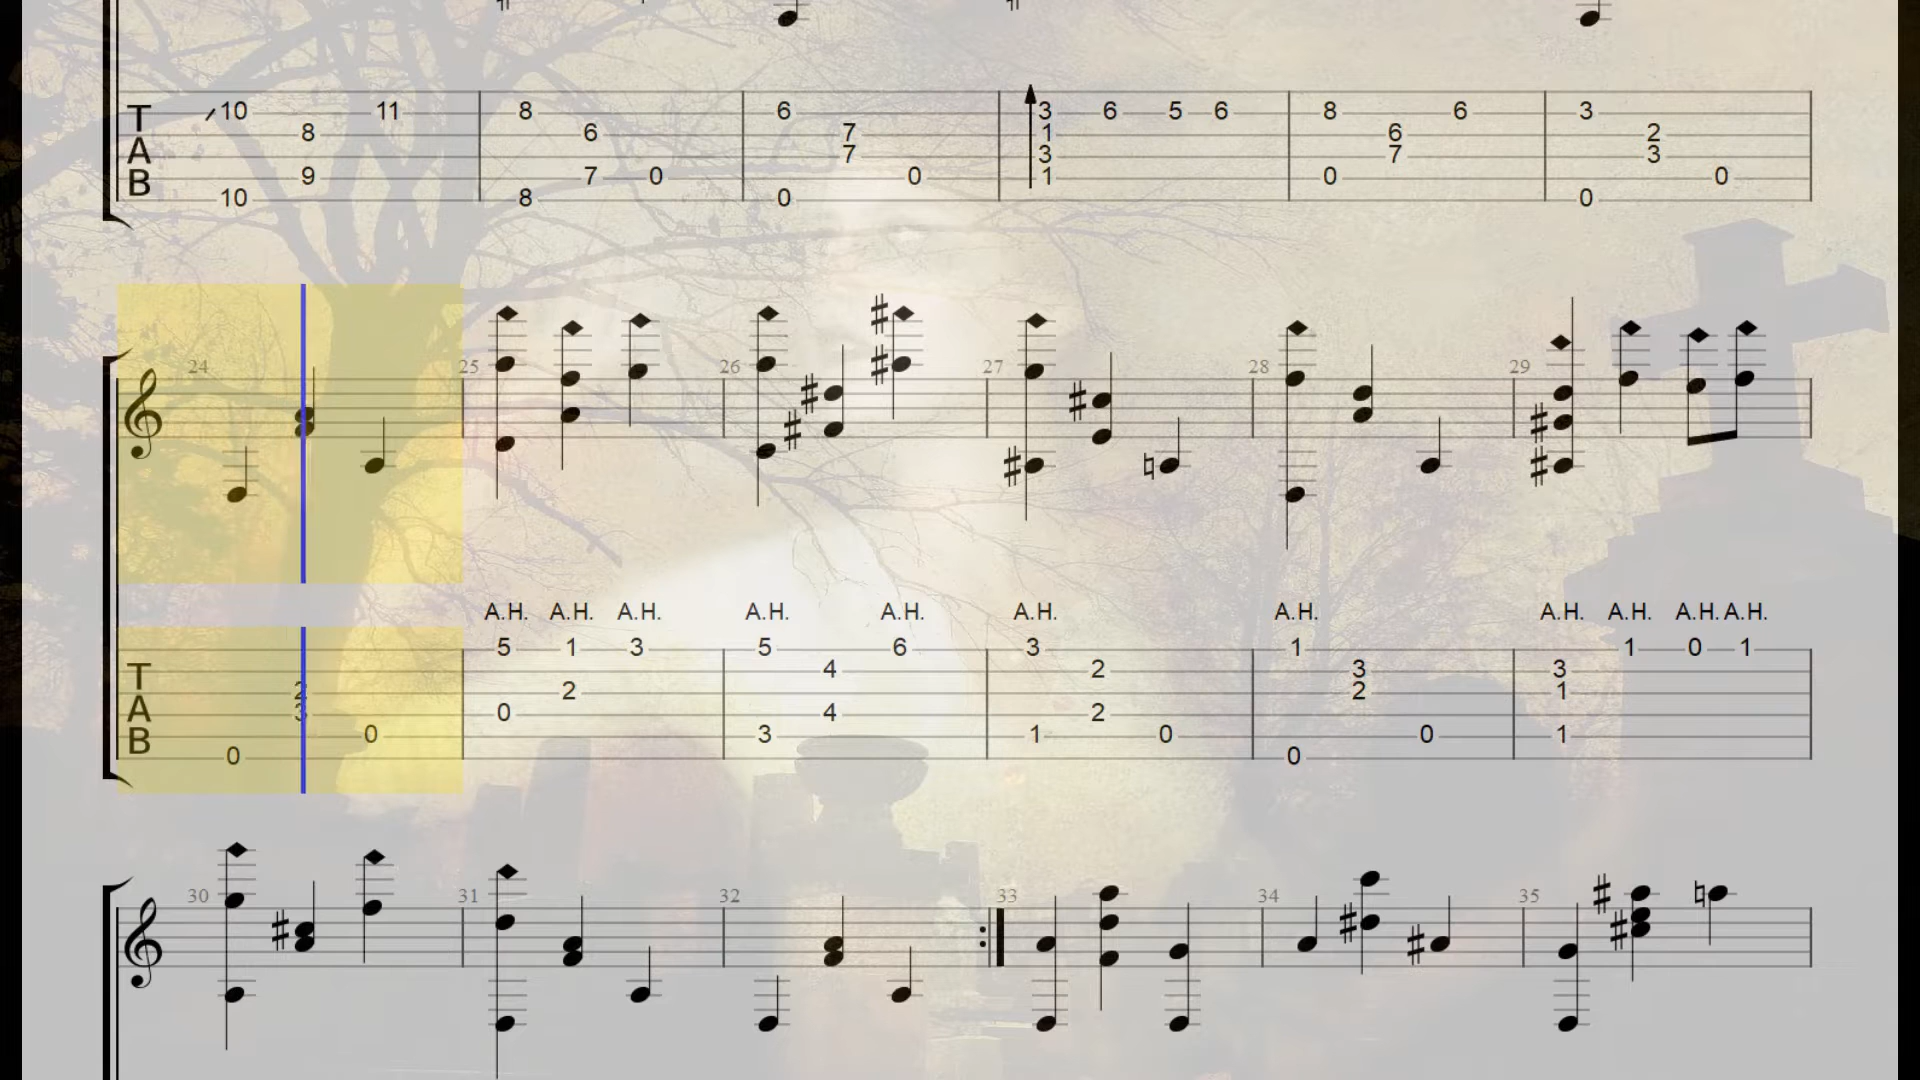 10 11 8 6 3 6 5 6 8 6 3
T 8 6 7 1 6 2
A 7 3 7 3
B 9 7 0 0 1 0 0
10 8 0 0
24 25 26 27 28 29
A.H. A.H. A.H. A.H. A.H. A.H. A.H. A.H. A.H. A.H. A.H.
5 1 3 5 6 3 1 1 0 1
T 4 2 3 3
2 2 2 1
A 3 0 4 2
B 0 3 1 0 0 1
0 0
30 31 32 33 34 35